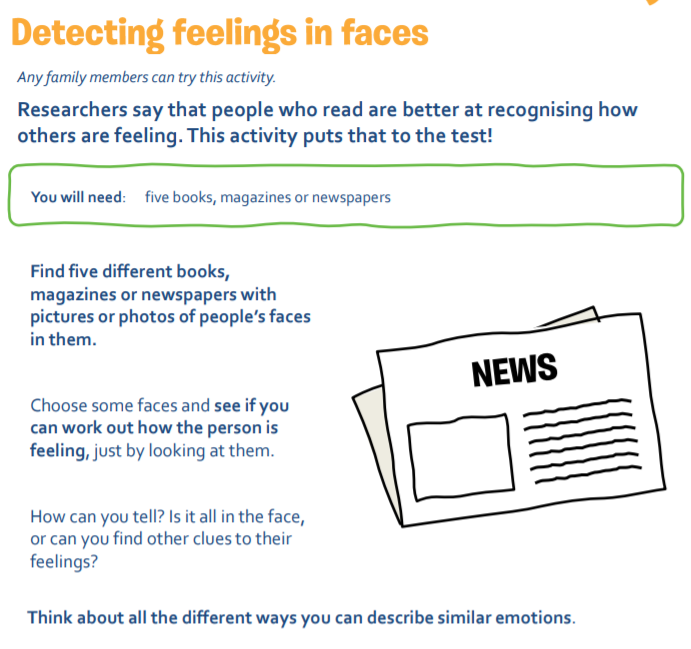 Detecting feelings in faces
Any family members can try this activity.
Researchers say that people who read are better at recognising how
others are feeling. This activity puts that to the test!
You will need: five books, magazines or newspapers
Find five different books,
magazines or newspapers with
pictures or photos of people's faces
in them.
NEWS
Choose some faces and see if you
can work out how the person is
feeling, just by looking at them.
How can you tell? Is it all in the face,
or can you find other clues to their
feelings?
Think about all the different ways you can describe similar emotions.